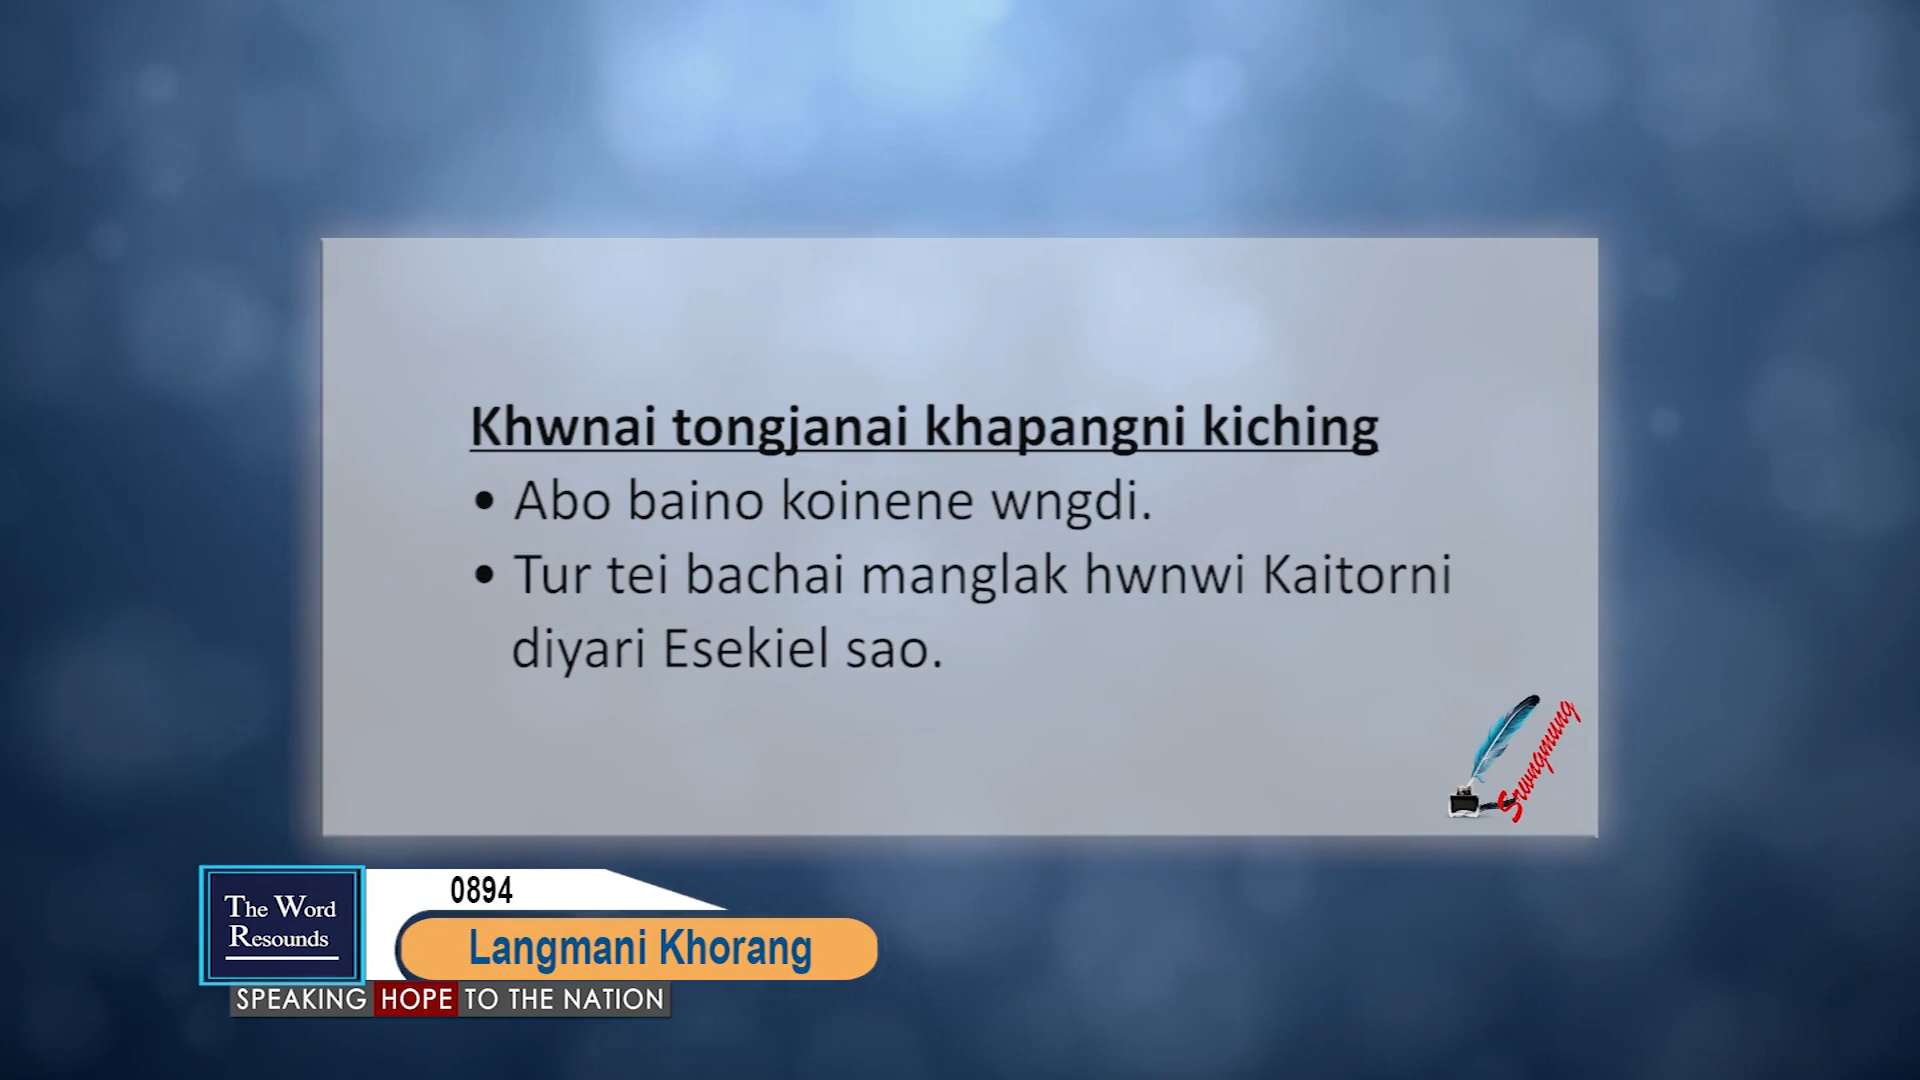 Khwnai tongjanai khapangni kiching
• Abo baino koinene wngdi.
• Tur tei bachai manglak hwnwi Kaitorni
diyari Esekiel sao.
Srwngmung
0894
The Word
Resounds
Langmani Khorang
SPEAKING HOPE TO THE NATION